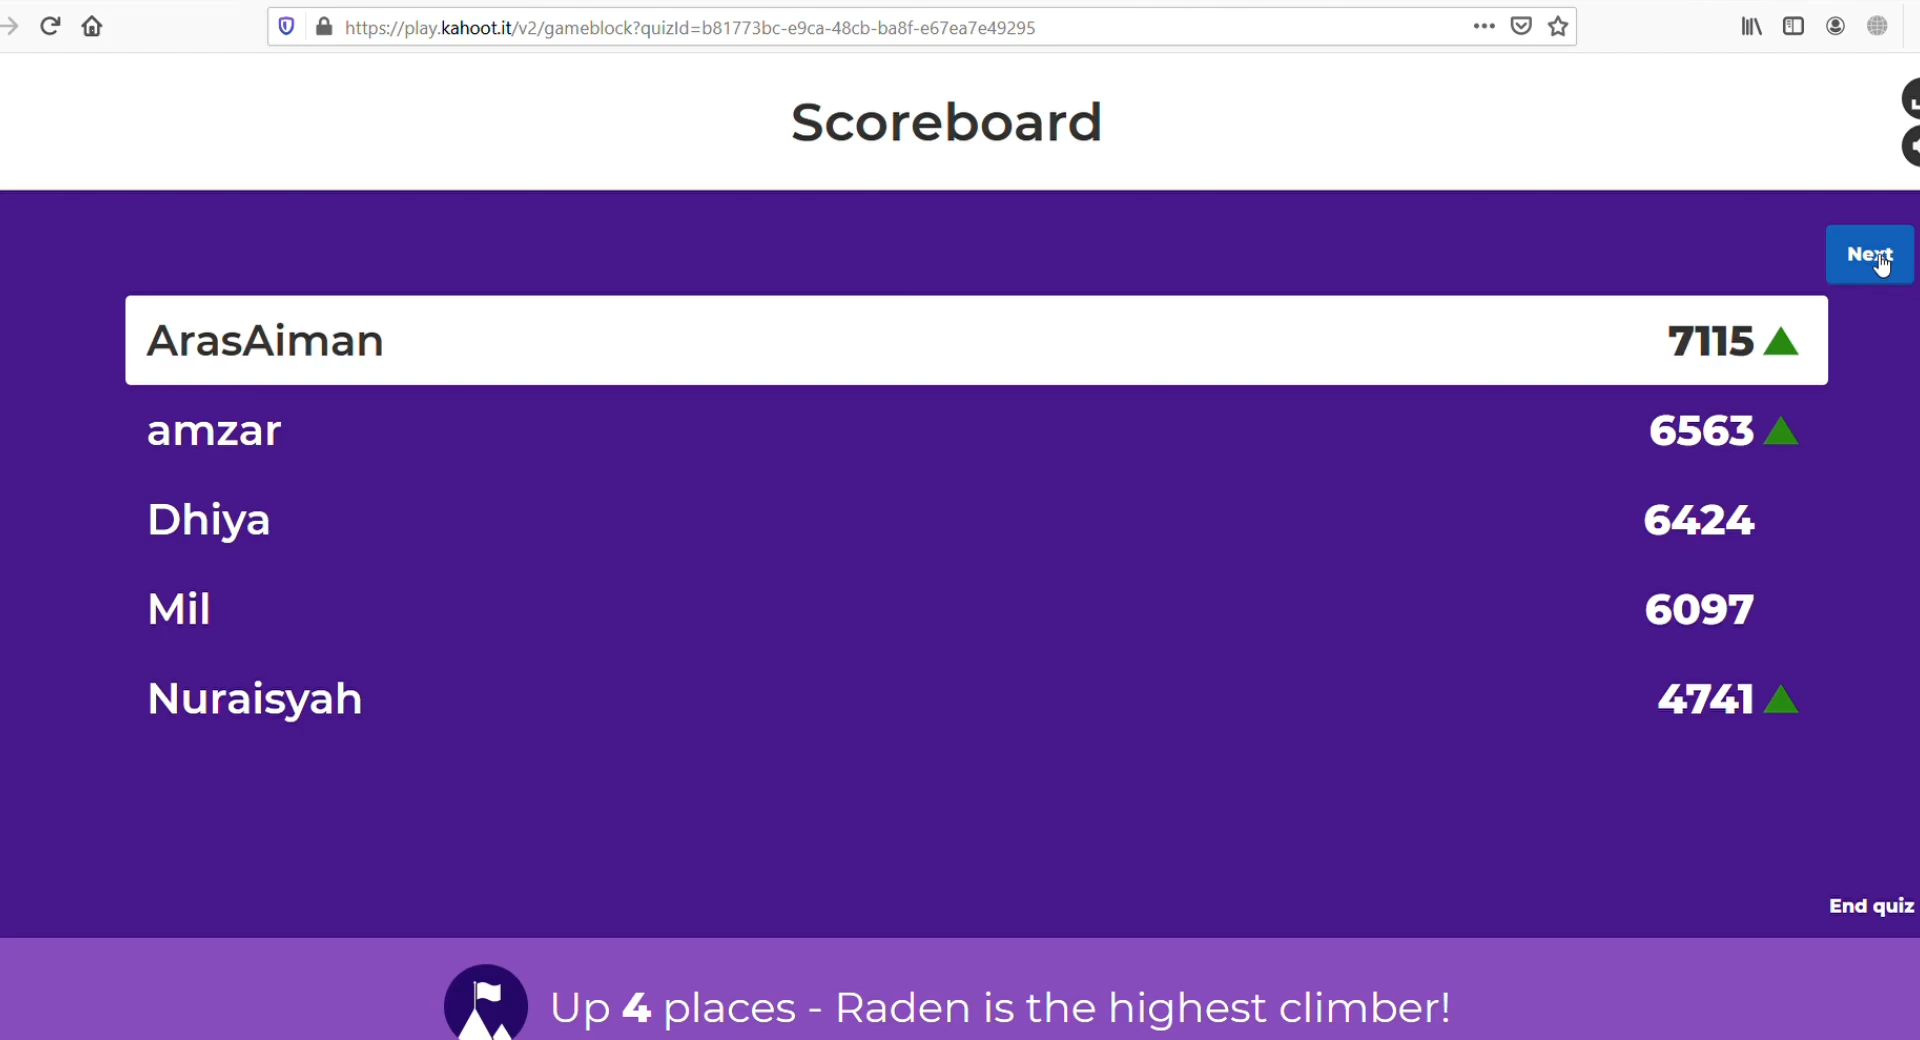 https://play.kahoot.it/v2/gameblock?quizId=b81773bc-e9ca-48cb-ba8f-e67ea7e49295
Scoreboard
Next
ArasAiman 7115
amzar 6563
Dhiya 6424
Mil 6097
Nuraisyah 4741
End quiz
Up 4 places - Raden is the highest climber!